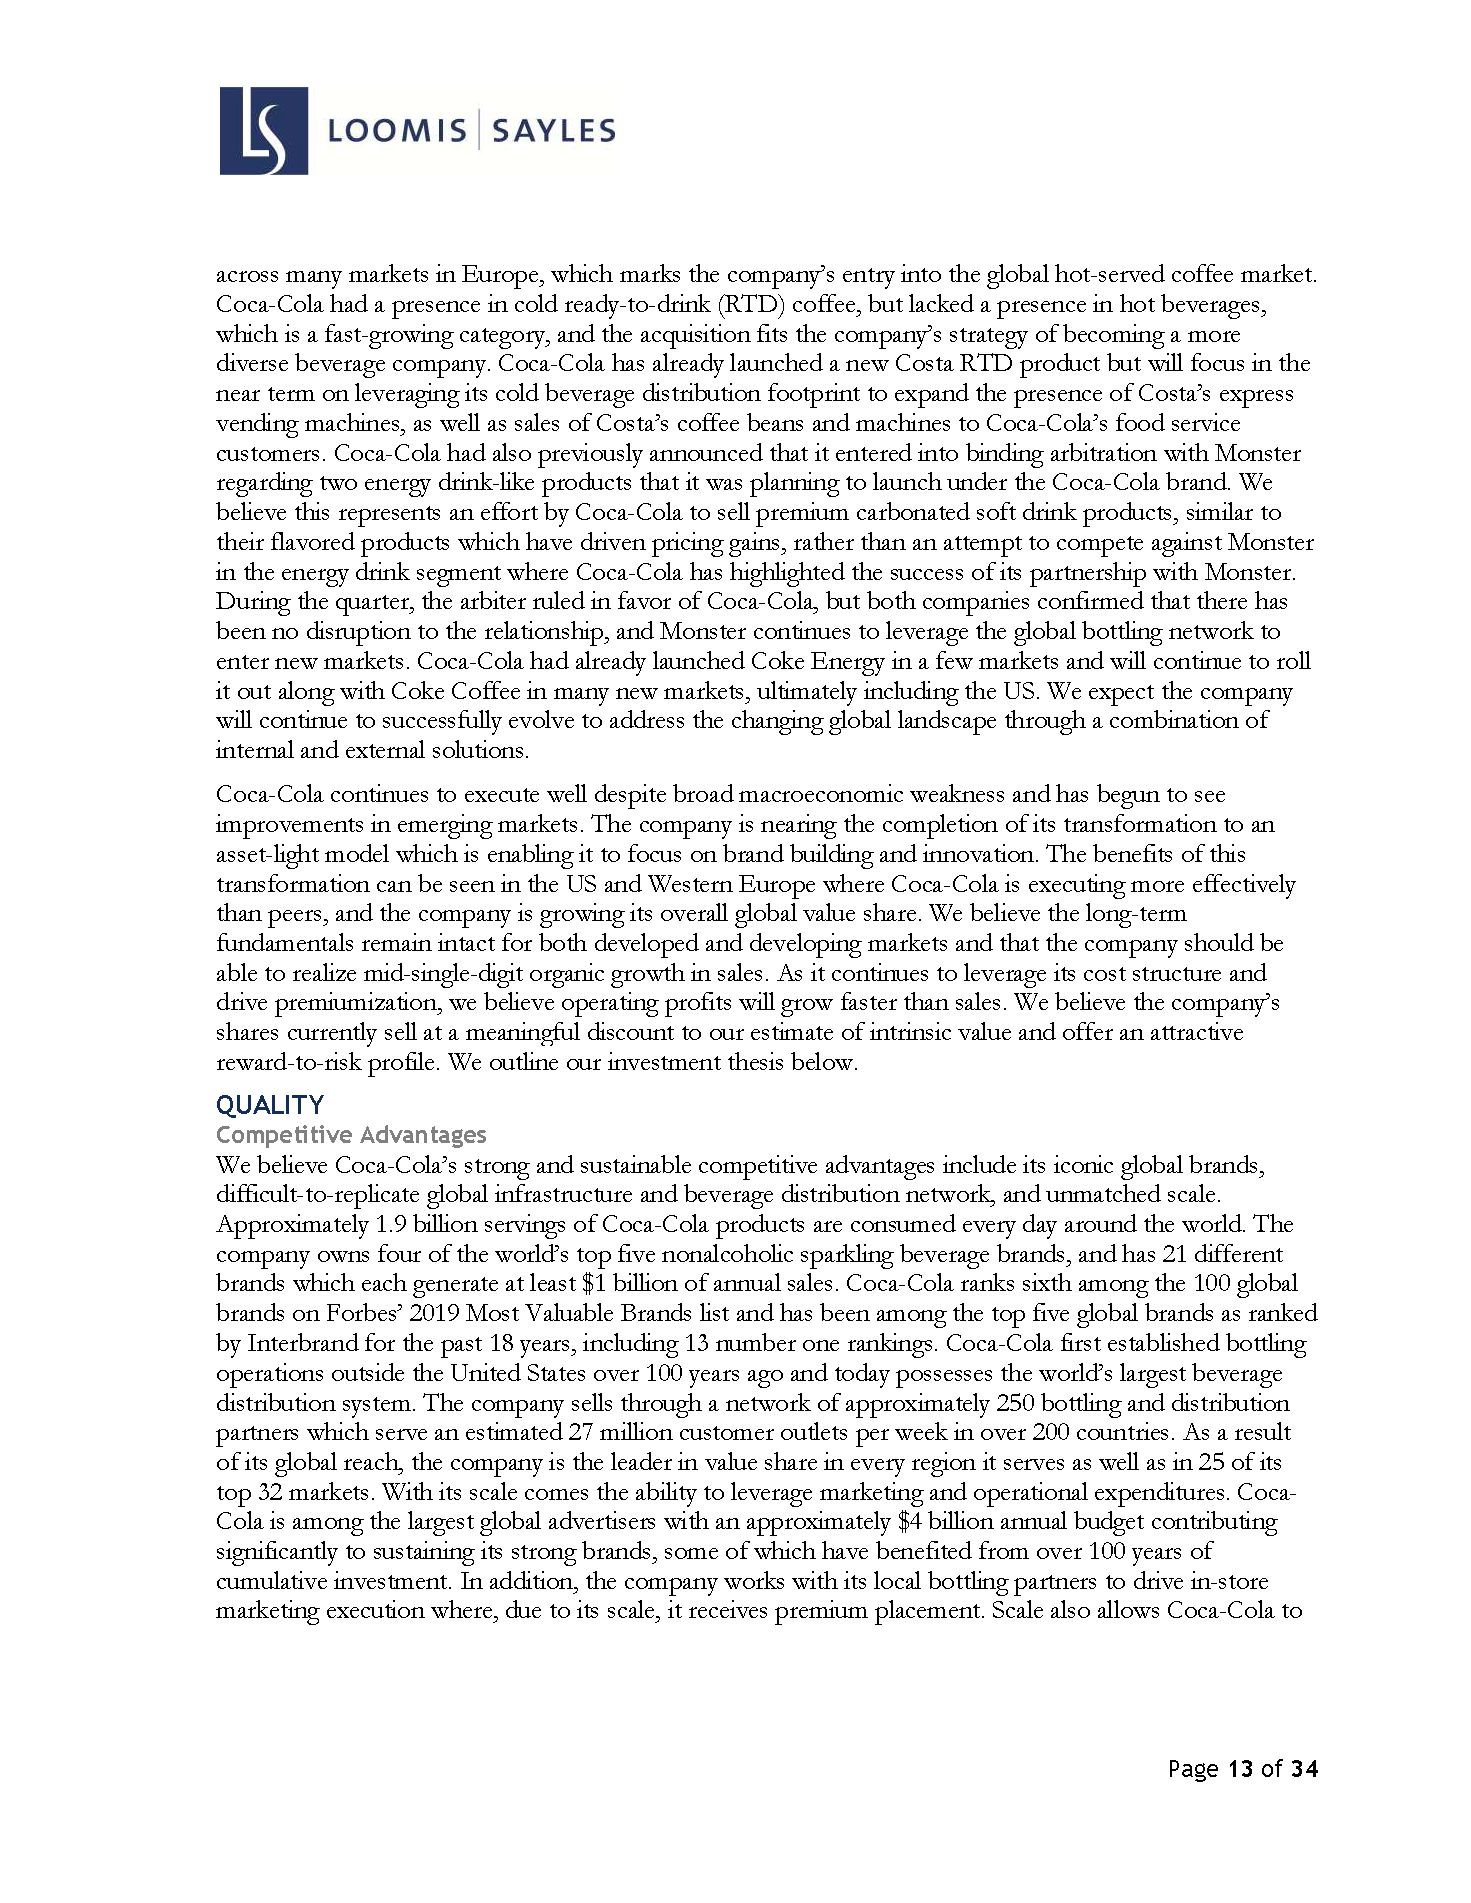 LS LOOMIS | SAYLES
across many markets in Europe, which marks the company’s entry into the global hot-served coffee market.
Coca-Cola had a presence in cold ready-to-drink (RTD) coffee, but lacked a presence in hot beverages,
which is a fast-growing category, and the acquisition fits the company’s strategy of becoming a more
diverse beverage company. Coca-Cola has already launched a new Costa RTD product but will focus in the
near term on leveraging its cold beverage distribution footprint to expand the presence of Costa’s express
vending machines, as well as sales of Costa’s coffee beans and machines to Coca-Cola’s food service
customers. Coca-Cola had also previously announced that it entered into binding arbitration with Monster
regarding two energy drink-like products that it was planning to launch under the Coca-Cola brand. We
believe this represents an effort by Coca-Cola to sell premium carbonated soft drink products, similar to
their flavored products which have driven pricing gains, rather than an attempt to compete against Monster
in the energy drink segment where Coca-Cola has highlighted the success of its partnership with Monster.
During the quarter, the arbiter ruled in favor of Coca-Cola, but both companies confirmed that there has
been no disruption to the relationship, and Monster continues to leverage the global bottling network to
enter new markets. Coca-Cola had already launched Coke Energy in a few markets and will continue to roll
it out along with Coke Coffee in many new markets, ultimately including the US. We expect the company
will continue to successfully evolve to address the changing global landscape through a combination of
internal and external solutions.
Coca-Cola continues to execute well despite broad macroeconomic weakness and has begun to see
improvements in emerging markets. The company is nearing the completion of its transformation to an
asset-light model which is enabling it to focus on brand building and innovation. The benefits of this
transformation can be seen in the US and Western Europe where Coca-Cola is executing more effectively
than peers, and the company is growing its overall global value share. We believe the long-term
fundamentals remain intact for both developed and developing markets and that the company should be
able to realize mid-single-digit organic growth in sales. As it continues to leverage its cost structure and
drive premiumization, we believe operating profits will grow faster than sales. We believe the company’s
shares currently sell at a meaningful discount to our estimate of intrinsic value and offer an attractive
reward-to-risk profile. We outline our investment thesis below.
QUALITY
Competitive Advantages
We believe Coca-Cola’s strong and sustainable competitive advantages include its iconic global brands,
difficult-to-replicate global infrastructure and beverage distribution network, and unmatched scale.
Approximately 1.9 billion servings of Coca-Cola products are consumed every day around the world. The
company owns four of the world’s top five nonalcoholic sparkling beverage brands, and has 21 different
brands which each generate at least $1 billion of annual sales. Coca-Cola ranks sixth among the 100 global
brands on Forbes’ 2019 Most Valuable Brands list and has been among the top five global brands as ranked
by Interbrand for the past 18 years, including 13 number one rankings. Coca-Cola first established bottling
operations outside the United States over 100 years ago and today possesses the world’s largest beverage
distribution system. The company sells through a network of approximately 250 bottling and distribution
partners which serve an estimated 27 million customer outlets per week in over 200 countries. As a result
of its global reach, the company is the leader in value share in every region it serves as well as in 25 of its
top 32 markets. With its scale comes the ability to leverage marketing and operational expenditures. Coca-
Cola is among the largest global advertisers with an approximately $4 billion annual budget contributing
significantly to sustaining its strong brands, some of which have benefited from over 100 years of
cumulative investment. In addition, the company works with its local bottling partners to drive in-store
marketing execution where, due to its scale, it receives premium placement. Scale also allows Coca-Cola to
Page 13 of 34